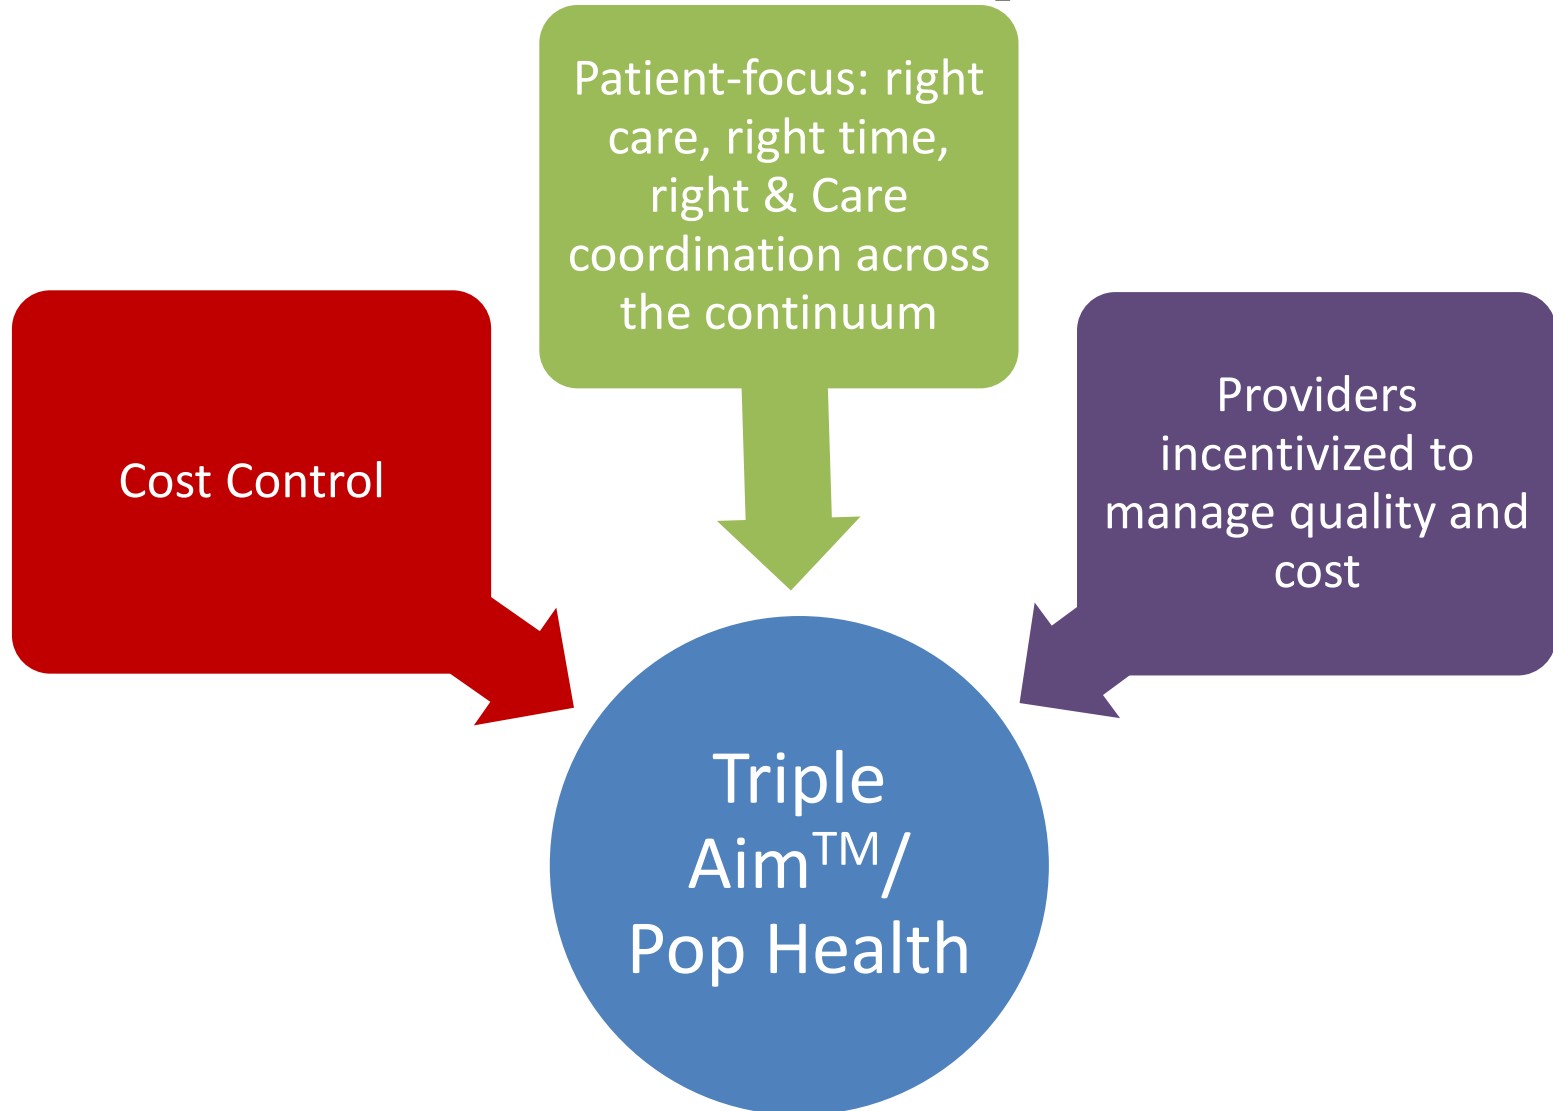 Patient-focus: right
care, right time,
right & Care
coordination across
the continuum
Cost Control
Providers
incentivized to
manage quality and
cost
Triple
Aim™/
Pop Health